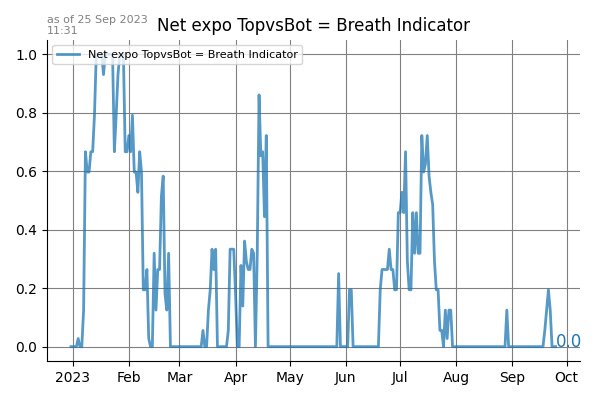 as of 25 Sep 2023
11:31
Net expo TopvsBot = Breath Indicator
Net expo TopvsBot = Breath Indicator
1.0
0.8
0.6
0.4
0.2
0.0
0.0
2023 Feb Mar Apr May Jun Jul Aug Sep Oct